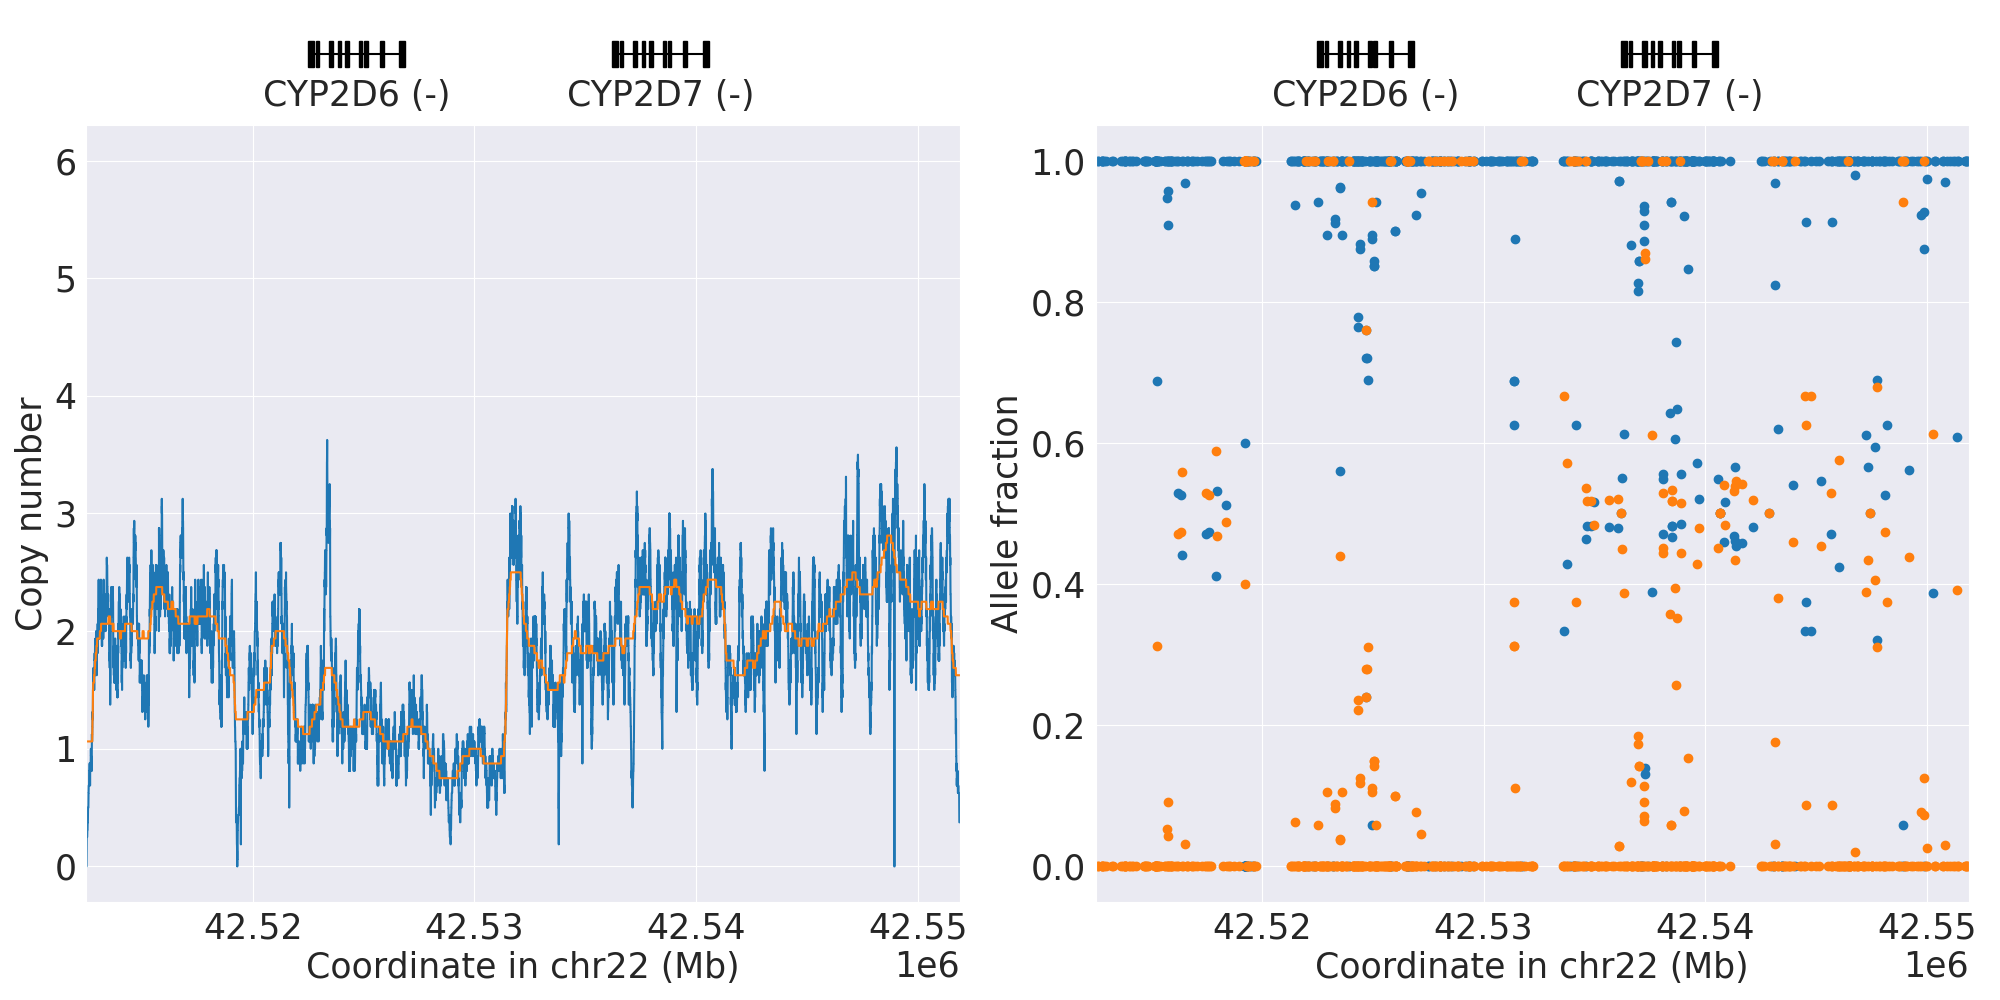 CYP2D6 (-) CYP2D7 (-)
6
5
4
3
2
1
0
Copy number
42.52 42.53 42.54 42.55
Coordinate in chr22 (Mb) 1e6
CYP2D6 (-) CYP2D7 (-)
1.0
0.8
0.6
0.4
0.2
0.0
Allele fraction
42.52 42.53 42.54 42.55
Coordinate in chr22 (Mb) 1e6